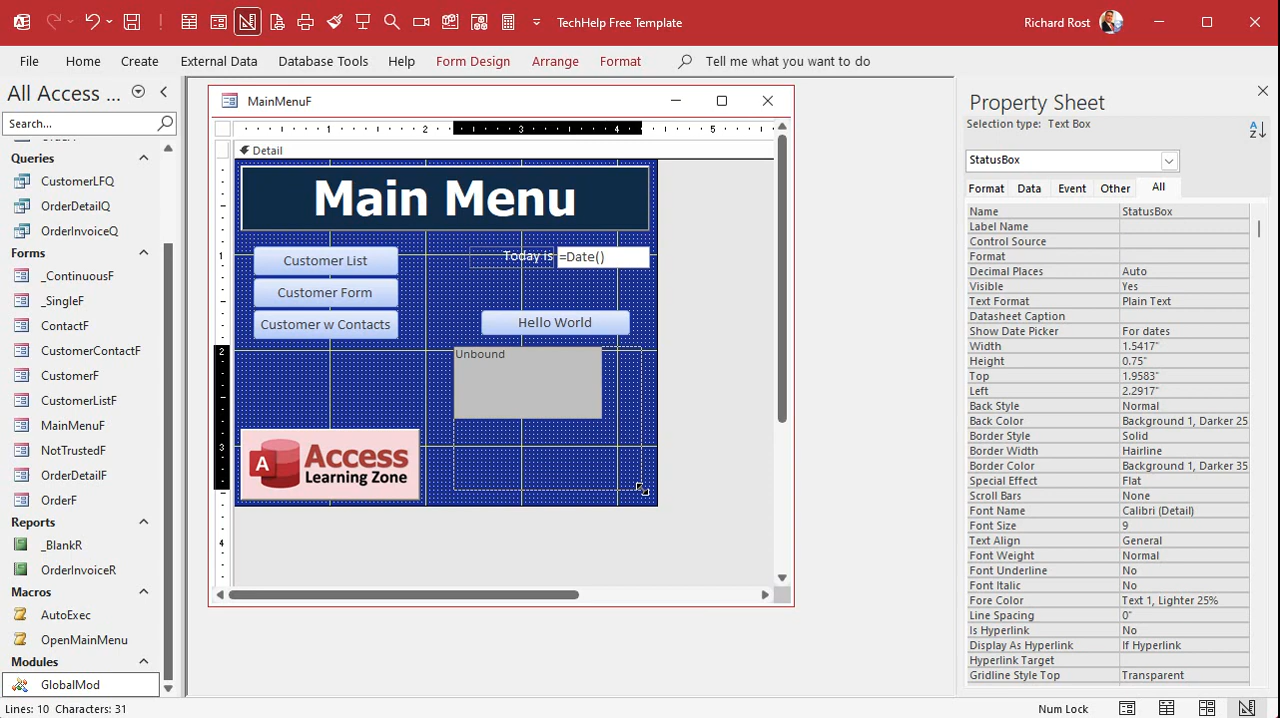 TechHelp Free Template
Richard Rost
File
Home
Create
External Data
Database Tools
Help
Form Design
Arrange
Format
Tell me what you want to do
All Access ...
Search...
Queries
CustomerLFQ
OrderDetailQ
OrderInvoiceQ
Forms
_ContinuousF
_SingleF
ContactF
CustomerContactF
CustomerF
CustomerListF
MainMenuF
NotTrustedF
OrderDetailF
OrderF
Reports
_BlankR
OrderInvoiceR
Macros
AutoExec
OpenMainMenu
Modules
GlobalMod
MainMenuF
1 2 3 4 5
Detail
1
2
3
4
Main Menu
Customer List
Customer Form
Customer w Contacts
Today is =Date()
Hello World
Unbound
A Access
Learning Zone
Property Sheet
Selection type: Text Box
StatusBox
Format Data Event Other All
Name StatusBox
Label Name
Control Source
Format
Decimal Places Auto
Visible Yes
Text Format Plain Text
Datasheet Caption
Show Date Picker For dates
Width 1.5417"
Height 0.75"
Top 1.9583"
Left 2.2917"
Back Style Normal
Back Color Background 1, Darker 25
Border Style Solid
Border Width Hairline
Border Color Background 1, Darker 35
Special Effect Flat
Scroll Bars None
Font Name Calibri (Detail)
Font Size 9
Text Align General
Font Weight Normal
Font Underline No
Font Italic No
Fore Color Text 1, Lighter 25%
Line Spacing 0"
Is Hyperlink No
Display As Hyperlink If Hyperlink
Hyperlink Target
Gridline Style Top Transparent
Lines: 10 Characters: 31
Num Lock